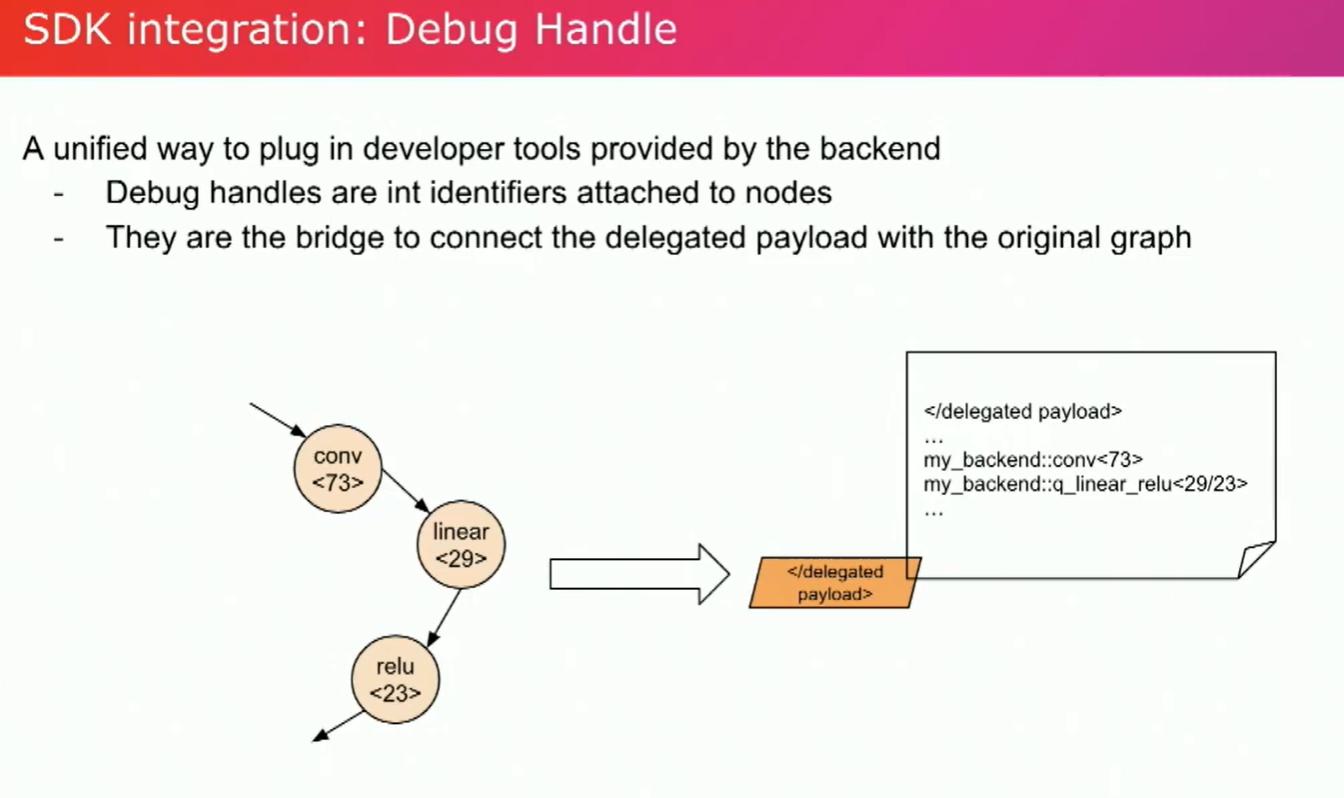 SDK integration: Debug Handle
A unified way to plug in developer tools provided by the backend
- Debug handles are int identifiers attached to nodes
- They are the bridge to connect the delegated payload with the original graph
conv
<73>
linear
<29>
relu
<23>
</delegated
payload>
</delegated payload>
...
my_backend::conv<73>
my_backend::q_linear_relu<29/23>
...